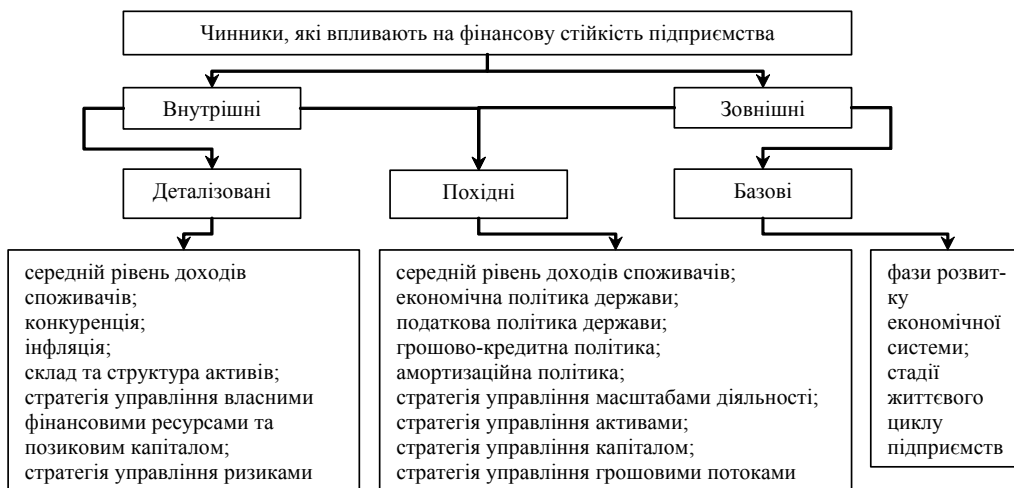 Чинники, які впливають на фінансову стійкість підприємства
Внутрішні
Зовнішні
Деталізовані
Похідні
Базові
середній рівень доходів
споживачів;
конкуренція;
інфляція;
склад та структура активів;
стратегія управління власними
фінансовими ресурсами та
позиковим капіталом;
стратегія управління ризиками
середній рівень доходів споживачів;
економічна політика держави;
податкова політика держави;
грошово-кредитна політика;
амортизаційна політика;
стратегія управління масштабами діяльності;
стратегія управління активами;
стратегія управління капіталом;
стратегія управління грошовими потоками
фази розвит-
ку
економічної
системи;
стадії
життєвого
циклу
підприємств